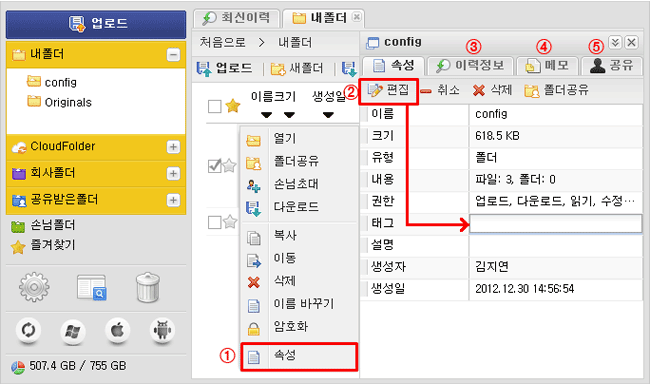 업로드
내폴더
config
Originals
CloudFolder
회사폴더
공유받은폴더
손님폴더
즐겨찾기
507.4 GB / 755 GB
최신이력 내폴더
처음으로 > 내폴더
업로드 새폴더
이름크기 생성일
열기
폴더공유
손님초대
다운로드
복사
이동
삭제
이름 바꾸기
암호화
① 속성
config
속성 ③ 이력정보 ④ 메모 ⑤ 공유
② 편집 취소 삭제 폴더공유
이름 config
크기 618.5 KB
유형 폴더
내용 파일: 3, 폴더: 0
권한 업로드, 다운로드, 읽기, 수정…
태그
설명
생성자 김지연
생성일 2012.12.30 14:56:54